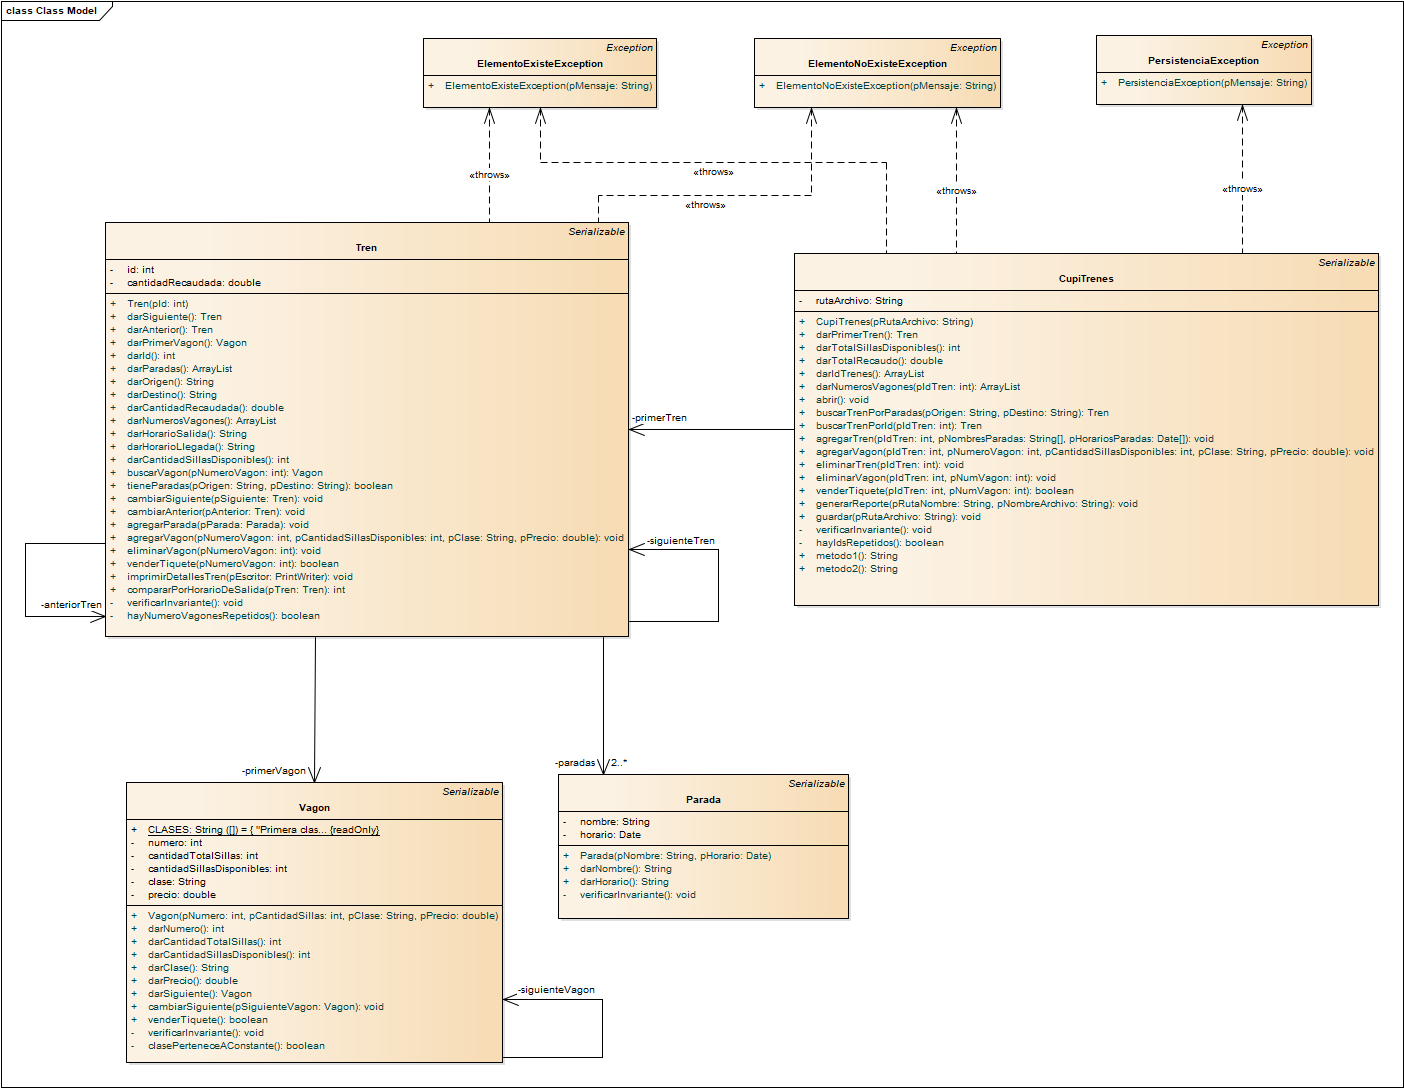 class Class Model
Exception
ElementoExisteException
+ ElementoExisteException(pMensaje: String)
Exception
ElementoNoExisteException
+ ElementoNoExisteException(pMensaje: String)
Exception
PersistenciaException
+ PersistenciaException(pMensaje: String)
«throws»
«throws»
«throws»
«throws»
«throws»
Serializable
Tren
- id: int
- cantidadRecaudada: double
+ Tren(pId: int)
+ darSiguiente(): Tren
+ darAnterior(): Tren
+ darPrimerVagon(): Vagon
+ darId(): int
+ darParadas(): ArrayList
+ darOrigen(): String
+ darDestino(): String
+ darCantidadRecaudada(): double
+ darNumerosVagones(): ArrayList
+ darHorarioSalida(): String
+ darHorarioLlegada(): String
+ darCantidadSillasDisponibles(): int
+ buscarVagon(pNumeroVagon: int): Vagon
+ tieneParadas(pOrigen: String, pDestino: String): boolean
+ cambiarSiguiente(pSiguiente: Tren): void
+ cambiarAnterior(pAnterior: Tren): void
+ agregarParada(pParada: Parada): void
+ agregarVagon(pNumeroVagon: int, pCantidadSillasDisponibles: int, pClase: String, pPrecio: double): void
+ eliminarVagon(pNumeroVagon: int): void
+ venderTiquete(pNumeroVagon: int): boolean
+ imprimirDetallesTren(pEscritor: PrintWriter): void
+ compararPorHorarioDeSalida(pTren: Tren): int
- verificarInvariante(): void
- hayNumeroVagonesRepetidos(): boolean
Serializable
CupiTrenes
- rutaArchivo: String
+ CupiTrenes(pRutaArchivo: String)
+ darPrimerTren(): Tren
+ darTotalSillasDisponibles(): int
+ darTotalRecaudo(): double
+ darIdTrenes(): ArrayList
+ darNumerosVagones(pIdTren: int): ArrayList
+ abrir(): void
+ buscarTrenPorParadas(pOrigen: String, pDestino: String): Tren
+ buscarTrenPorId(pIdTren: int): Tren
+ agregarTren(pIdTren: int, pNombresParadas: String[], pHorariosParadas: Date[]): void
+ agregarVagon(pIdTren: int, pNumeroVagon: int, pCantidadSillasDisponibles: int, pClase: String, pPrecio: double): void
+ eliminarTren(pIdTren: int): void
+ eliminarVagon(pIdTren: int, pNumVagon: int): void
+ venderTiquete(pIdTren: int, pNumVagon: int): boolean
+ generarReporte(pRutaNombre: String, pNombreArchivo: String): void
+ guardar(pRutaArchivo: String): void
- verificarInvariante(): void
- hayIdsRepetidos(): boolean
+ metodo1(): String
+ metodo2(): String
-primerTren
-siguienteTren
-anteriorTren
-primerVagon
-paradas
2..*
Serializable
Vagon
+ CLASES: String ([]) = { "Primera clas... {readOnly}
- numero: int
- cantidadTotalSillas: int
- cantidadSillasDisponibles: int
- clase: String
- precio: double
+ Vagon(pNumero: int, pCantidadSillas: int, pClase: String, pPrecio: double)
+ darNumero(): int
+ darCantidadTotalSillas(): int
+ darCantidadSillasDisponibles(): int
+ darClase(): String
+ darPrecio(): double
+ darSiguiente(): Vagon
+ cambiarSiguiente(pSiguienteVagon: Vagon): void
+ venderTiquete(): boolean
- verificarInvariante(): void
- clasePerteneceAConstante(): boolean
-siguienteVagon
Serializable
Parada
- nombre: String
- horario: Date
+ Parada(pNombre: String, pHorario: Date)
+ darNombre(): String
+ darHorario(): String
- verificarInvariante(): void